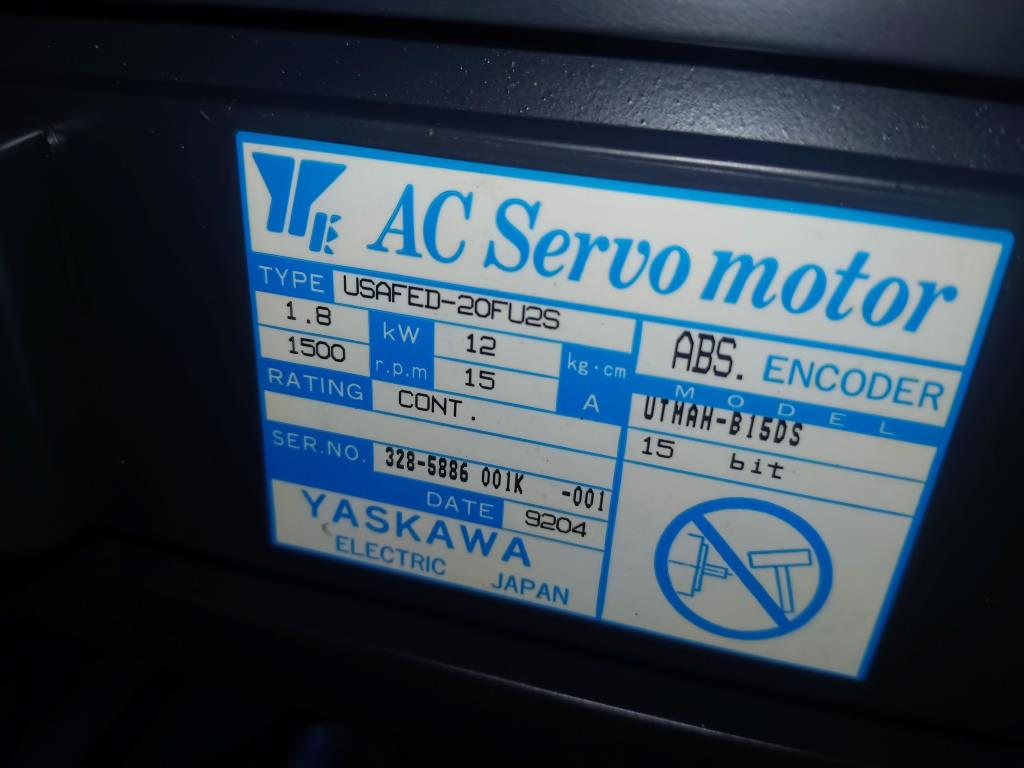 AC Servo motor
TYPE USAFED-20FU2S
1.8 kW 12 kg·cm
1500 r.p.m 15 A
RATING CONT.
SER.NO. 328-5886 001K -001
DATE 9204
YASKAWA
ELECTRIC JAPAN
ABS. ENCODER
MODEL
UTMAH-B15DS
15 bit